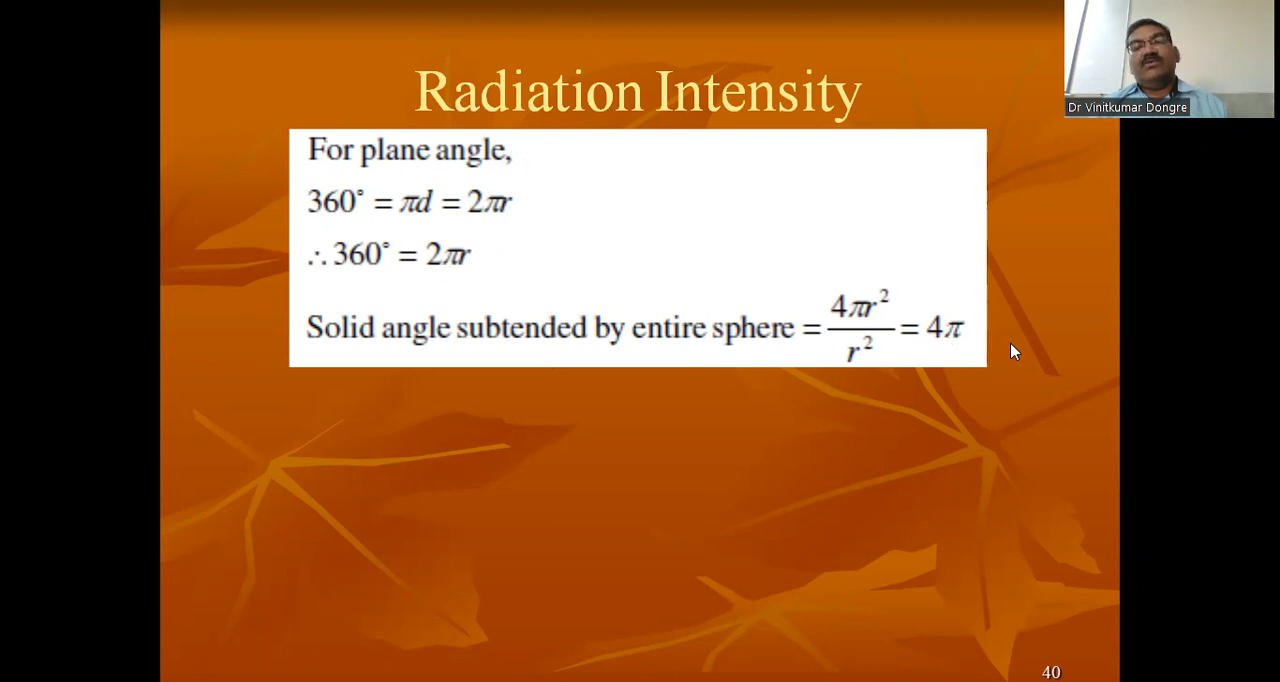 Radiation Intensity
Dr Vinitkumar Dongre
For plane angle,
360° = πd = 2πr
∴ 360° = 2πr
Solid angle subtended by entire sphere = 4πr² / r² = 4π
40